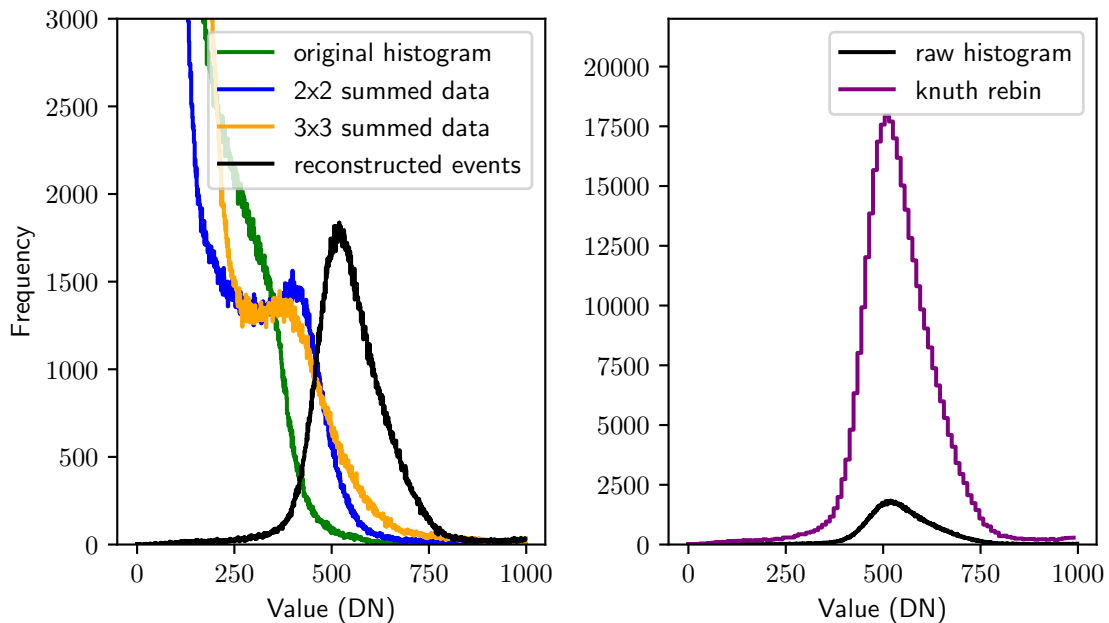 3000
2500
2000
1500
1000
500
0
Frequency
original histogram
2x2 summed data
3x3 summed data
reconstructed events
0 250 500 750 1000
Value (DN)
20000
17500
15000
12500
10000
7500
5000
2500
0
raw histogram
knuth rebin
0 250 500 750 1000
Value (DN)